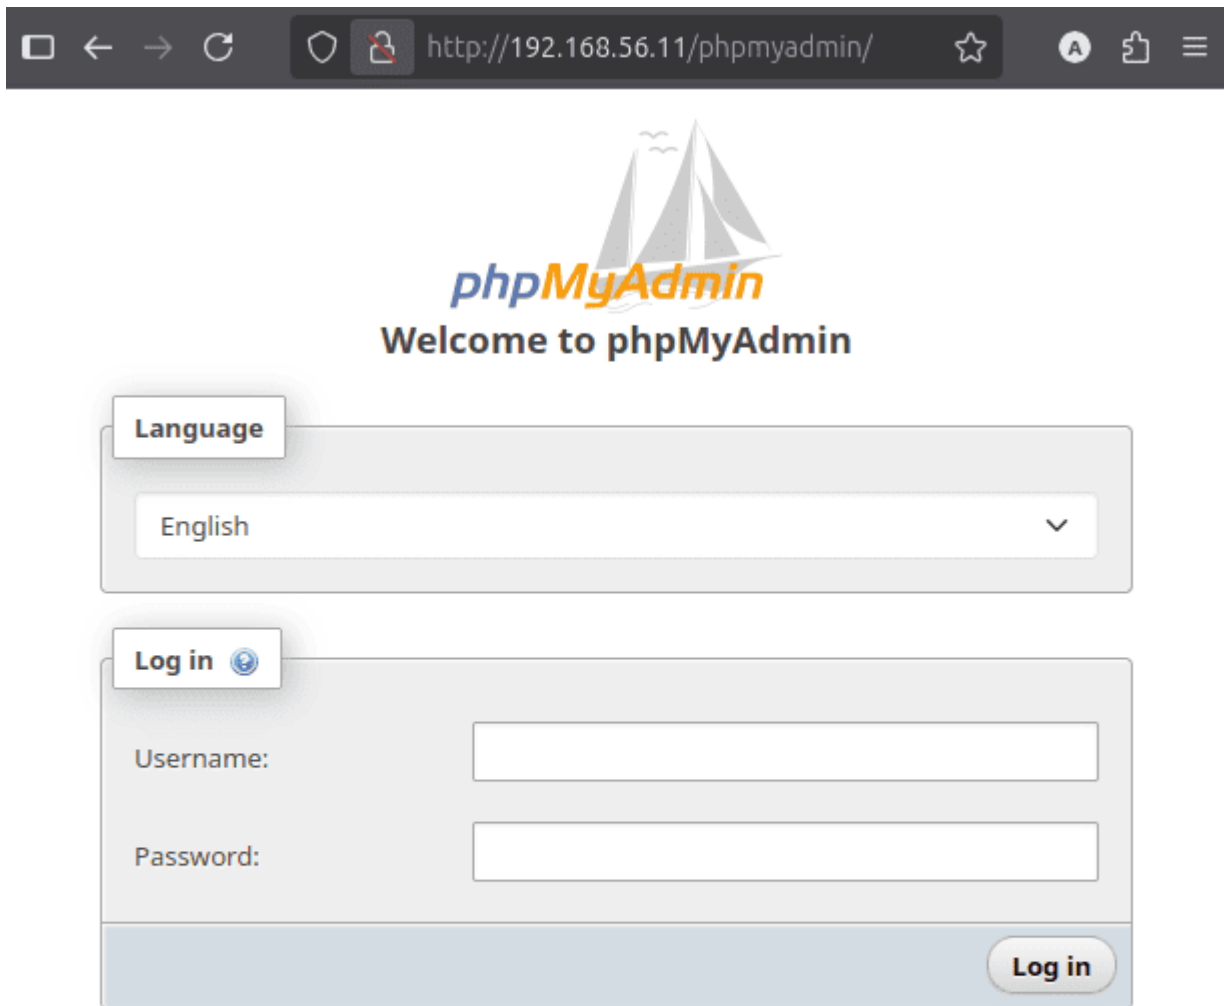 http://192.168.56.11/phpmyadmin/
A
phpMyAdmin
Welcome to phpMyAdmin
Language
English
Log in
Username:
Password:
Log in